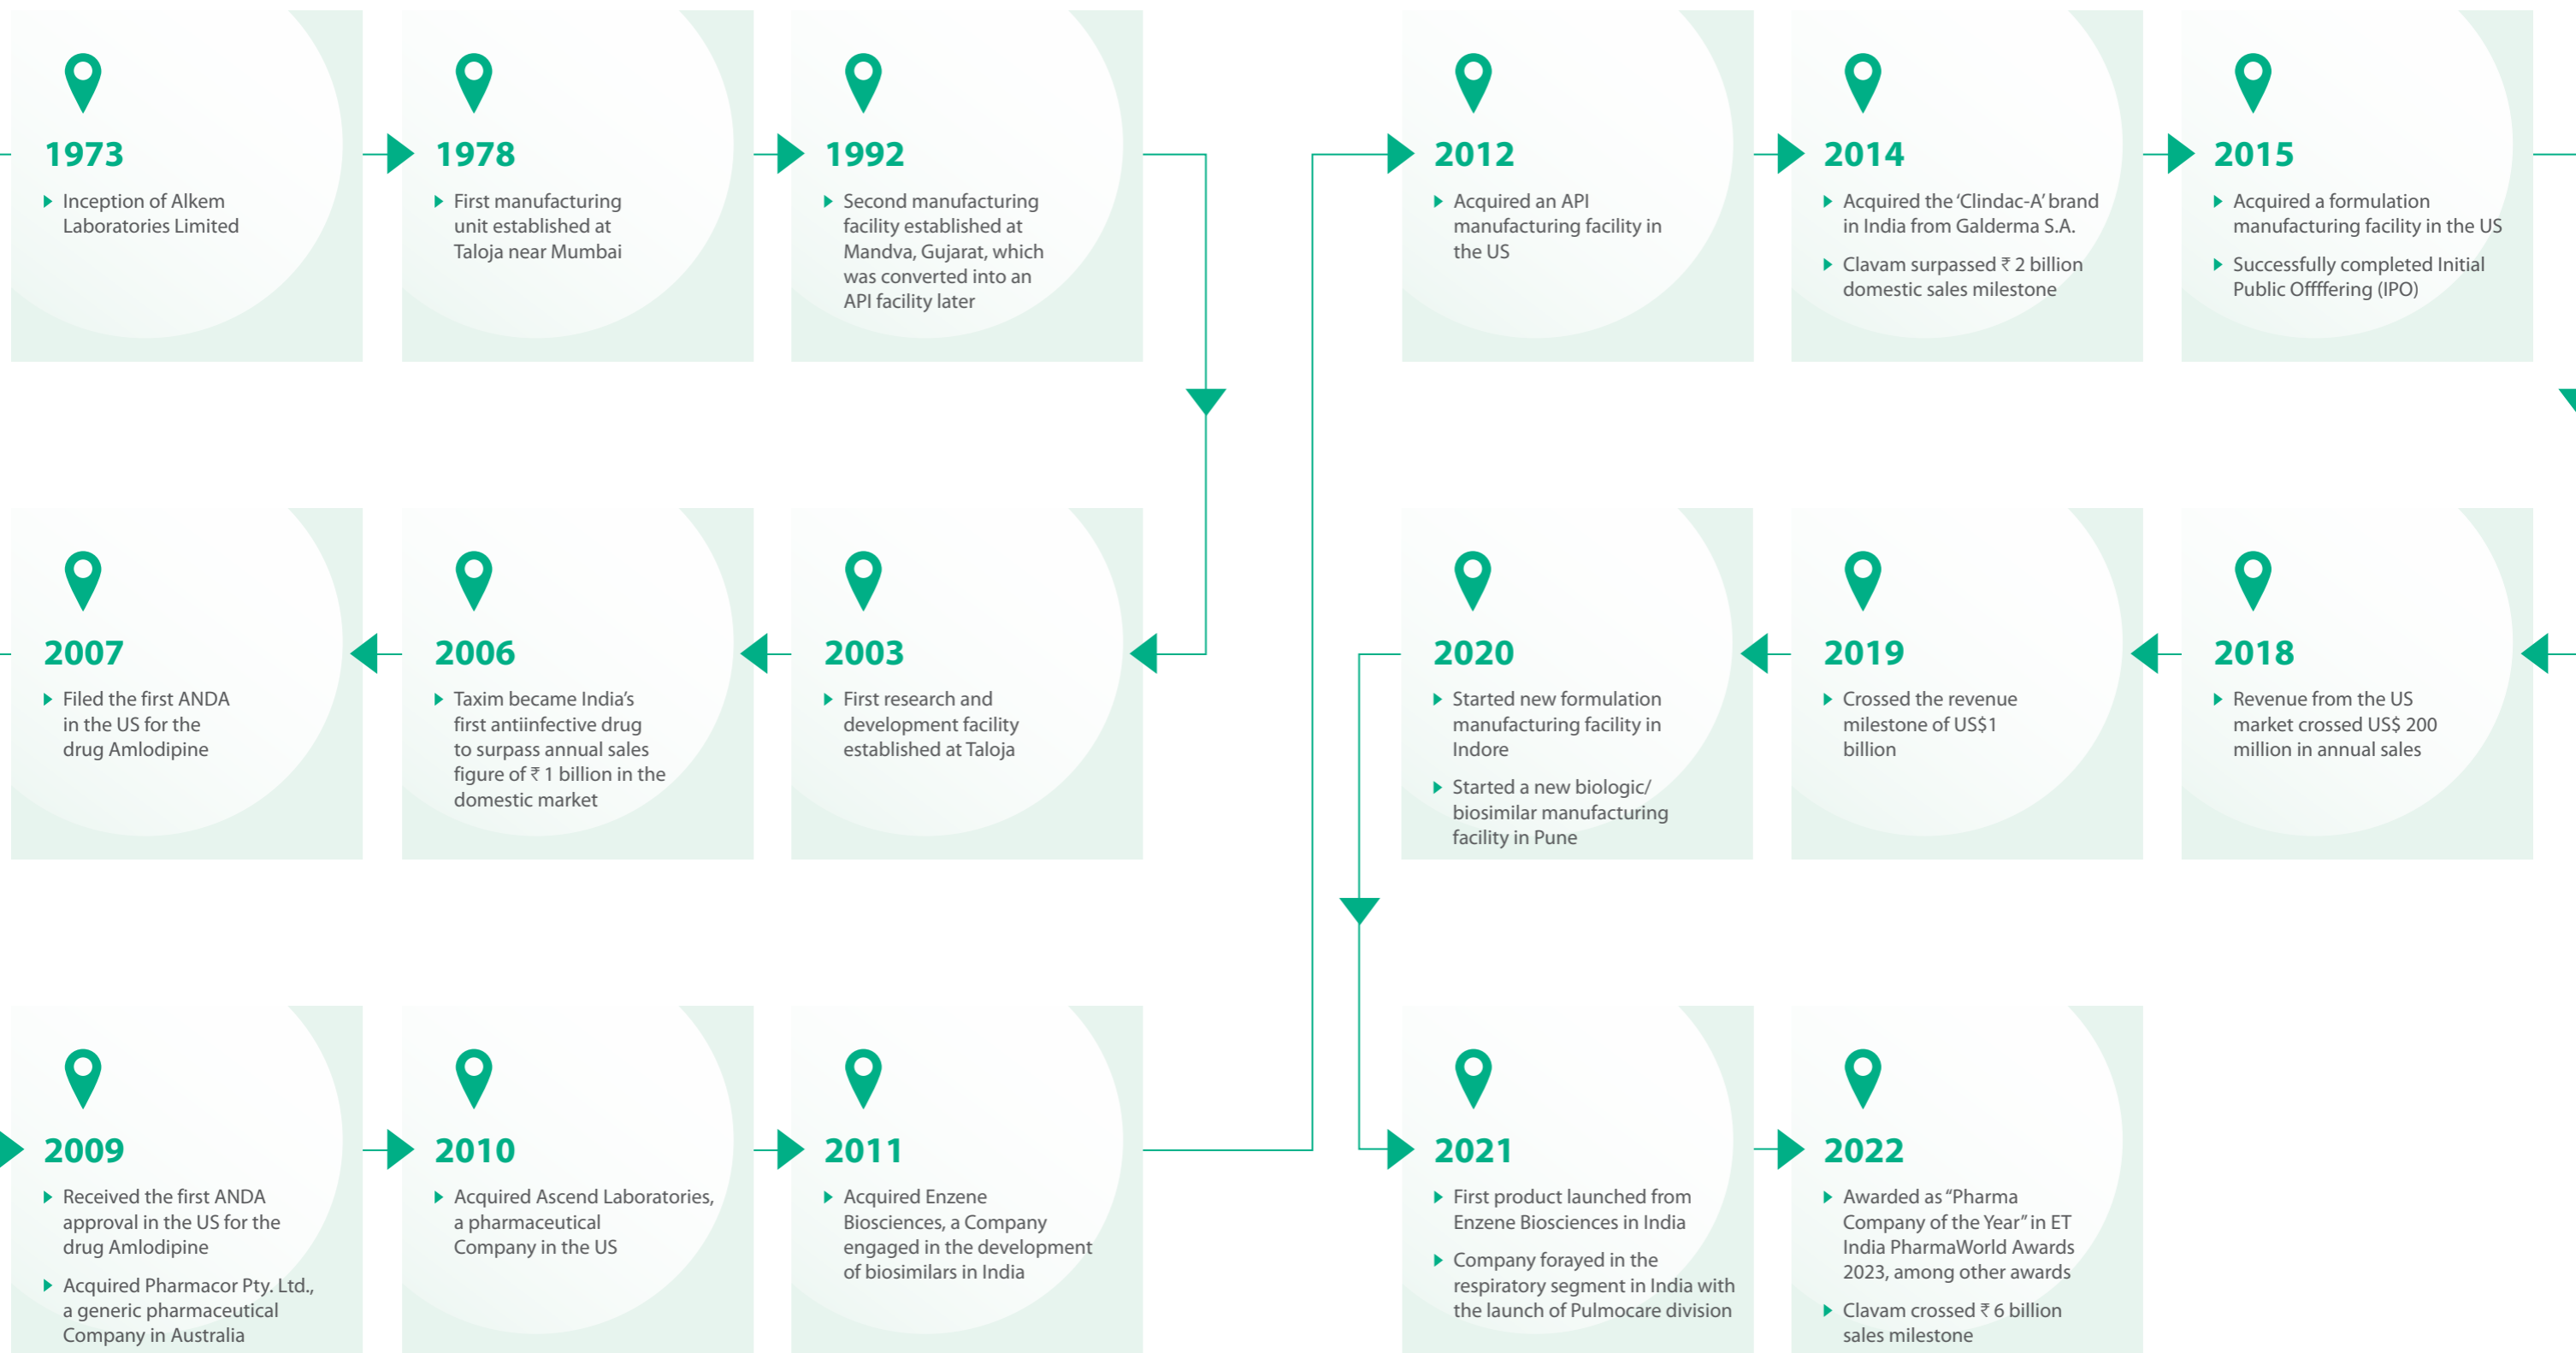 1973
Inception of Alkem
Laboratories Limited
1978
First manufacturing
unit established at
Taloja near Mumbai
1992
Second manufacturing
facility established at
Mandva, Gujarat, which
was converted into an
API facility later
2003
First research and
development facility
established at Taloja
2006
Taxim became India’s
first antiinfective drug
to surpass annual sales
figure of ₹ 1 billion in the
domestic market
2007
Filed the first ANDA
in the US for the
drug Amlodipine
2009
Received the first ANDA
approval in the US for the
drug Amlodipine
Acquired Pharmacor Pty. Ltd.,
a generic pharmaceutical
Company in Australia
2010
Acquired Ascend Laboratories,
a pharmaceutical
Company in the US
2011
Acquired Enzene
Biosciences, a Company
engaged in the development
of biosimilars in India
2012
Acquired an API
manufacturing facility in
the US
2014
Acquired the ‘Clindac-A’ brand
in India from Galderma S.A.
Clavam surpassed ₹ 2 billion
domestic sales milestone
2015
Acquired a formulation
manufacturing facility in the US
Successfully completed Initial
Public Offffering (IPO)
2018
Revenue from the US
market crossed US$ 200
million in annual sales
2019
Crossed the revenue
milestone of US$1
billion
2020
Started new formulation
manufacturing facility in
Indore
Started a new biologic/
biosimilar manufacturing
facility in Pune
2021
First product launched from
Enzene Biosciences in India
Company forayed in the
respiratory segment in India with
the launch of Pulmocare division
2022
Awarded as “Pharma
Company of the Year” in ET
India PharmaWorld Awards
2023, among other awards
Clavam crossed ₹ 6 billion
sales milestone